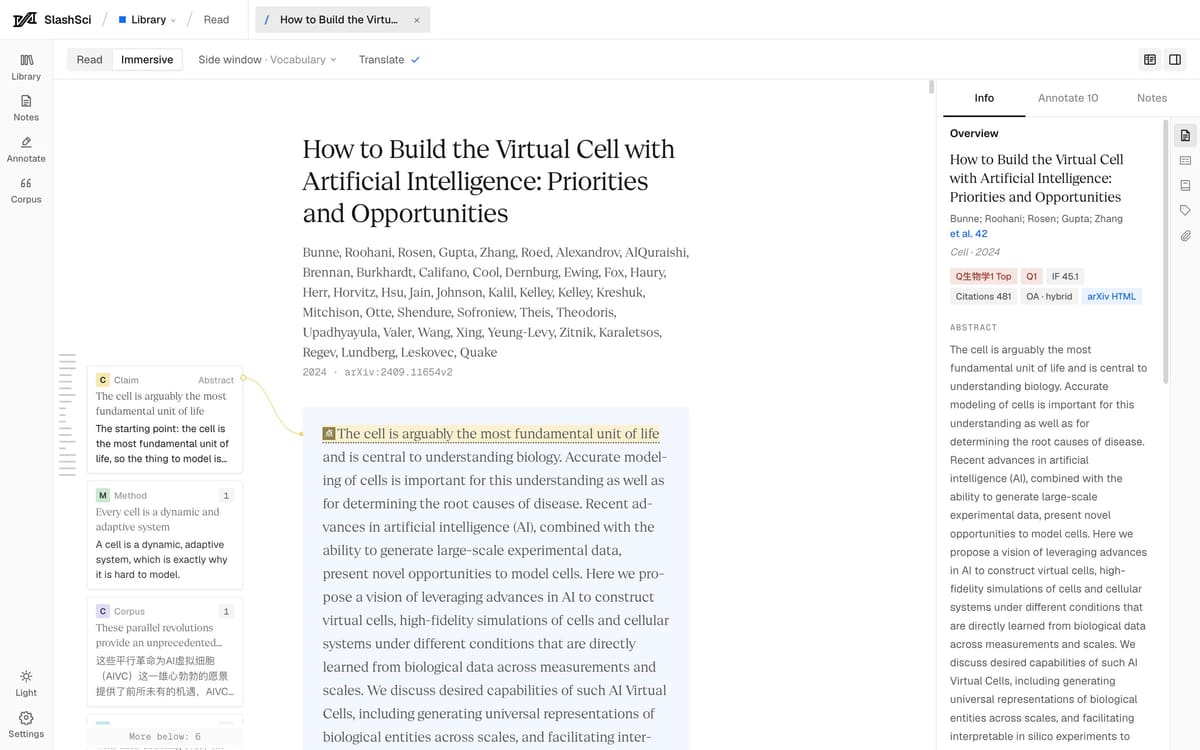 SlashSci / Library / Read
/ How to Build the Virtu... ×
Read Immersive Side window · Vocabulary Translate
Library
Notes
Annotate
Corpus
Light
Settings
C Claim Abstract
The cell is arguably the most
fundamental unit of life
The starting point: the cell is
the most fundamental unit of
life, so the thing to model is...
M Method 1
Every cell is a dynamic and
adaptive system
A cell is a dynamic, adaptive
system, which is exactly why
it is hard to model.
C Corpus 1
These parallel revolutions
provide an unprecedented...
这些平行革命为AI虚拟细胞
（AIVC）这一雄心勃勃的愿景
提供了前所未有的机遇，AIVC...
More below: 6
How to Build the Virtual Cell with
Artificial Intelligence: Priorities
and Opportunities
Bunne, Roohani, Rosen, Gupta, Zhang, Roed, Alexandrov, AlQuraishi,
Brennan, Burkhardt, Califano, Cool, Dernburg, Ewing, Fox, Haury,
Herr, Horvitz, Hsu, Jain, Johnson, Kalil, Kelley, Kelley, Kreshuk,
Mitchison, Otte, Shendure, Sofroniew, Theis, Theodoris,
Upadhyayula, Valer, Wang, Xing, Yeung-Levy, Zitnik, Karaletsos,
Regev, Lundberg, Leskovec, Quake
2024 · arXiv:2409.11654v2
The cell is arguably the most fundamental unit of life
and is central to understanding biology. Accurate model-
ing of cells is important for this understanding as well as
for determining the root causes of disease. Recent ad-
vances in artificial intelligence (AI), combined with the
ability to generate large-scale experimental data,
present novel opportunities to model cells. Here we pro-
pose a vision of leveraging advances in AI to construct
virtual cells, high-fidelity simulations of cells and cellular
systems under different conditions that are directly
learned from biological data across measurements and
scales. We discuss desired capabilities of such AI Virtual
Cells, including generating universal representations of
biological entities across scales, and facilitating inter-
Info Annotate 10 Notes
Overview
How to Build the Virtual Cell
with Artificial Intelligence:
Priorities and Opportunities
Bunne; Roohani; Rosen; Gupta; Zhang
et al. 42
Cell · 2024
Q生物学1 Top Q1 IF 45.1
Citations 481 OA · hybrid arXiv HTML
ABSTRACT
The cell is arguably the most
fundamental unit of life and is central to
understanding biology. Accurate
modeling of cells is important for this
understanding as well as for
determining the root causes of disease.
Recent advances in artificial
intelligence (AI), combined with the
ability to generate large-scale
experimental data, present novel
opportunities to model cells. Here we
propose a vision of leveraging advances
in AI to construct virtual cells, high-
fidelity simulations of cells and cellular
systems under different conditions that
are directly learned from biological data
across measurements and scales. We
discuss desired capabilities of such AI
Virtual Cells, including generating
universal representations of biological
entities across scales, and facilitating
interpretable in silico experiments to